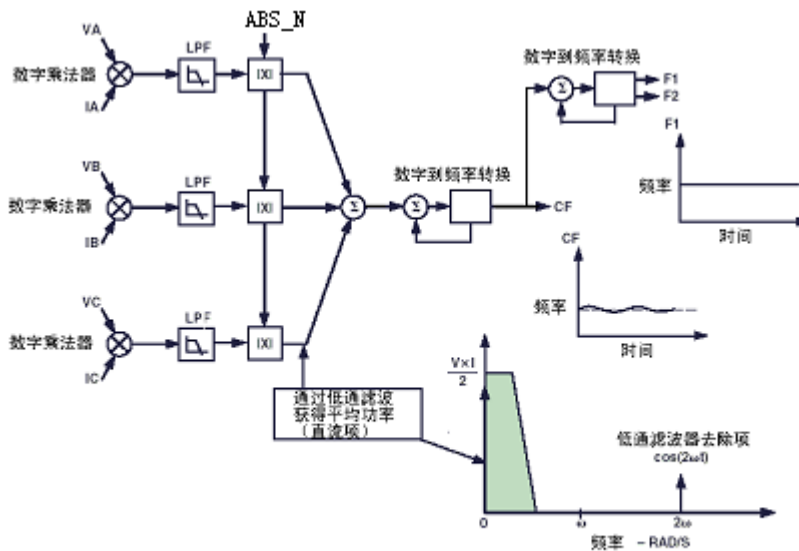 ABS_N
VA
LPF
数字乘法器
|X|
IA
数字到频率转换
Σ
F1
F2
F1
频率
时间
VB
LPF
数字乘法器
|X|
IB
Σ
数字到频率转换
Σ
CF
CF
频率
时间
VC
LPF
数字乘法器
|X|
IC
通过低通滤波
获得平均功率
(直流项)
V×I
2
低通滤波器去除项
cos(2ωt)
0
ω
2ω
频率 -RAD/S